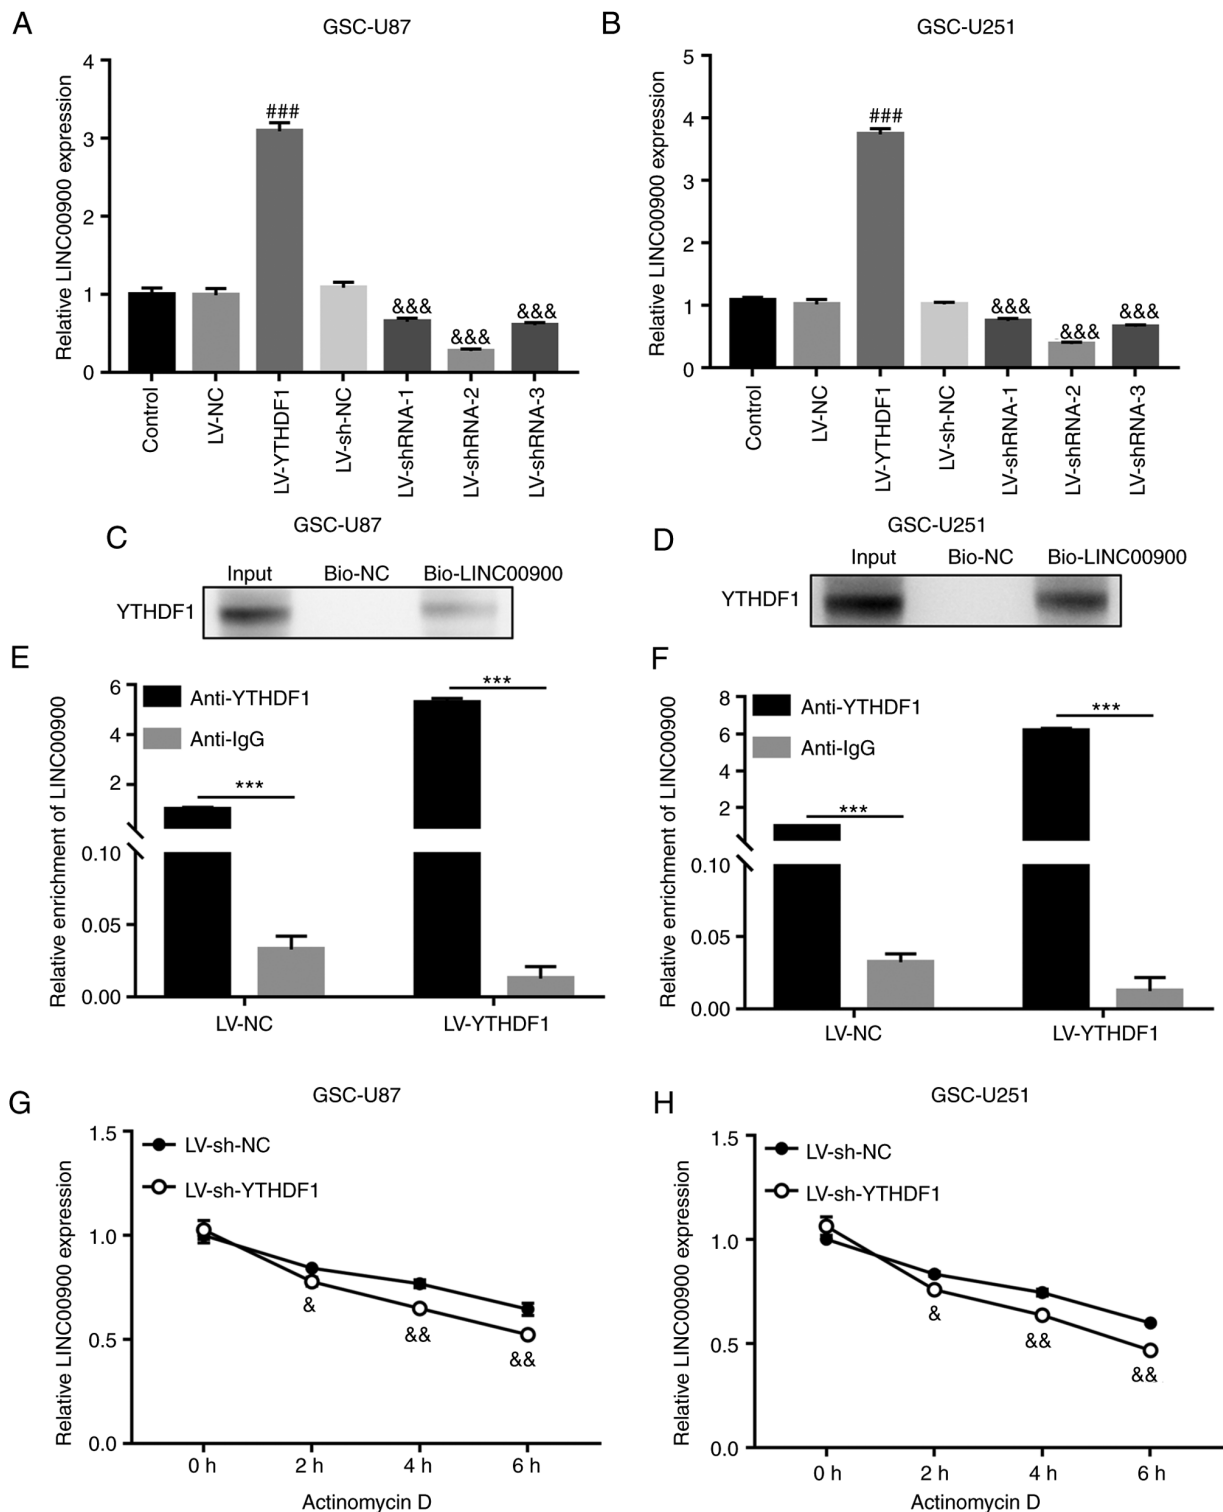 A
GSC-U87
Relative LINC00900 expression
4
3
2
1
0
###
&&&
&&&
&&&
Control
LV-NC
LV-YTHDF1
LV-sh-NC
LV-shRNA-1
LV-shRNA-2
LV-shRNA-3
B
GSC-U251
Relative LINC00900 expression
5
4
3
2
1
0
###
&&&
&&&
&&&
Control
LV-NC
LV-YTHDF1
LV-sh-NC
LV-shRNA-1
LV-shRNA-2
LV-shRNA-3
C
GSC-U87
Input Bio-NC Bio-LINC00900
YTHDF1
D
GSC-U251
Input Bio-NC Bio-LINC00900
YTHDF1
E
Relative enrichment of LINC00900
6
4
2
0.10
0.05
0.00
Anti-YTHDF1
Anti-IgG
***
***
LV-NC LV-YTHDF1
F
Relative enrichment of LINC00900
8
6
4
2
0.10
0.05
0.00
Anti-YTHDF1
Anti-IgG
***
***
LV-NC LV-YTHDF1
G
GSC-U87
Relative LINC00900 expression
1.5
1.0
0.5
0.0
LV-sh-NC
LV-sh-YTHDF1
&
&&
&&
0 h 2 h 4 h 6 h
Actinomycin D
H
GSC-U251
Relative LINC00900 expression
1.5
1.0
0.5
0.0
LV-sh-NC
LV-sh-YTHDF1
&
&&
&&
0 h 2 h 4 h 6 h
Actinomycin D